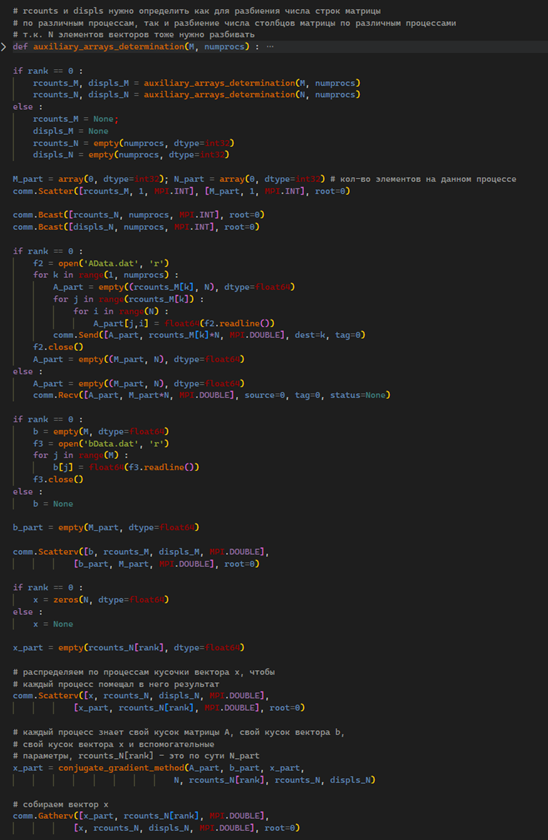 # rcounts и displs нужно определить как для разбиения числа строк матрицы
# по различным процессам, так и разбиение числа столбцов матрицы по различным процессами
# т.к. N элементов векторов тоже нужно разбивать
def auxiliary_arrays_determination(M, numprocs) : ⋯
if rank == 0 :
rcounts_M, displs_M = auxiliary_arrays_determination(M, numprocs)
rcounts_N, displs_N = auxiliary_arrays_determination(N, numprocs)
else :
rcounts_M = None;
displs_M = None
rcounts_N = empty(numprocs, dtype=int32)
displs_N = empty(numprocs, dtype=int32)
M_part = array(0, dtype=int32); N_part = array(0, dtype=int32) # кол-во элементов на данном процессе
comm.Scatter([rcounts_M, 1, MPI.INT], [M_part, 1, MPI.INT], root=0)
comm.Bcast([rcounts_N, numprocs, MPI.INT], root=0)
comm.Bcast([displs_N, numprocs, MPI.INT], root=0)
if rank == 0 :
f2 = open('AData.dat', 'r')
for k in range(1, numprocs) :
A_part = empty((rcounts_M[k], N), dtype=float64)
for j in range(rcounts_M[k]) :
for i in range(N) :
A_part[j,i] = float64(f2.readline())
comm.Send([A_part, rcounts_M[k]*N, MPI.DOUBLE], dest=k, tag=0)
f2.close()
A_part = empty((M_part, N), dtype=float64)
else :
A_part = empty((M_part, N), dtype=float64)
comm.Recv([A_part, M_part*N, MPI.DOUBLE], source=0, tag=0, status=None)
if rank == 0 :
b = empty(M, dtype=float64)
f3 = open('bData.dat', 'r')
for j in range(M) :
b[j] = float64(f3.readline())
f3.close()
else :
b = None
b_part = empty(M_part, dtype=float64)
comm.Scatterv([b, rcounts_M, displs_M, MPI.DOUBLE],
[b_part, M_part, MPI.DOUBLE], root=0)
if rank == 0 :
x = zeros(N, dtype=float64)
else :
x = None
x_part = empty(rcounts_N[rank], dtype=float64)
# распределяем по процессам кусочки вектора x, чтобы
# каждый процесс помещал в него результат
comm.Scatterv([x, rcounts_N, displs_N, MPI.DOUBLE],
[x_part, rcounts_N[rank], MPI.DOUBLE], root=0)
# каждый процесс знает свой кусок матрицы A, свой кусок вектора b,
# свой кусок вектора x и вспомогательные
# параметры, rcounts_N[rank] - это по сути N_part
x_part = conjugate_gradient_method(A_part, b_part, x_part,
N, rcounts_N[rank], rcounts_N, displs_N)
# собираем вектор x
comm.Gatherv([x_part, rcounts_N[rank], MPI.DOUBLE],
[x, rcounts_N, displs_N, MPI.DOUBLE], root=0)